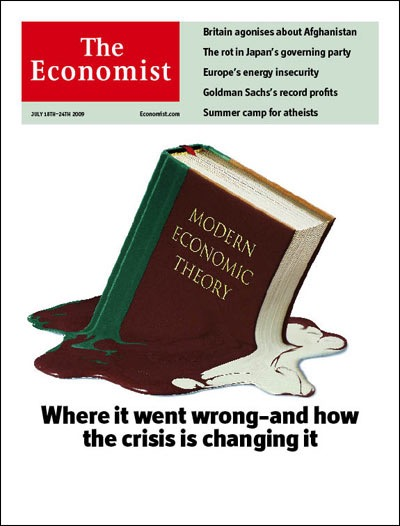 The
Economist
JULY 18TH–24TH 2009
Economist.com
Britain agonises about Afghanistan
The rot in Japan's governing party
Europe's energy insecurity
Goldman Sachs's record profits
Summer camp for atheists
MODERN
ECONOMIC
THEORY
Where it went wrong–and how
the crisis is changing it